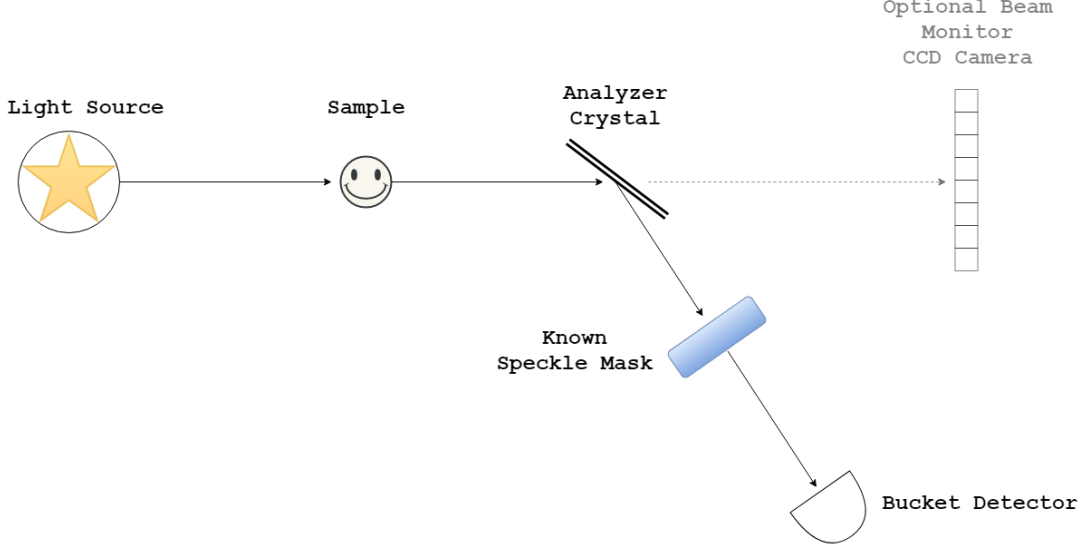 Optional Beam
Monitor
CCD Camera
Light Source
Sample
Analyzer
Crystal
Known
Speckle Mask
Bucket Detector